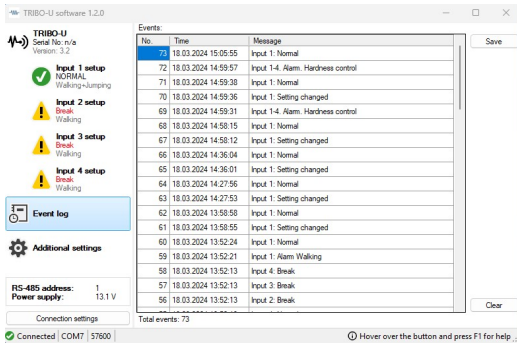 TRIBO-U software 1.2.0
TRIBO-U
Serial No: n/a
Version: 3.2
Input 1 setup
NORMAL
Walking+Jumping
Input 2 setup
Break
Walking
Input 3 setup
Break
Walking
Input 4 setup
Break
Walking
Event log
Additional settings
RS-485 address: 1
Power supply: 13.1 V
Connection settings
Events:
No. Time Message
73 18.03.2024 15:05:55 Input 1: Normal
72 18.03.2024 14:59:57 Input 1-4. Alarm. Hardness control
71 18.03.2024 14:59:38 Input 1: Normal
70 18.03.2024 14:59:36 Input 1: Setting changed
69 18.03.2024 14:59:31 Input 1-4. Alarm. Hardness control
68 18.03.2024 14:58:15 Input 1: Normal
67 18.03.2024 14:58:12 Input 1: Setting changed
66 18.03.2024 14:36:04 Input 1: Normal
65 18.03.2024 14:36:01 Input 1: Setting changed
64 18.03.2024 14:27:56 Input 1: Normal
63 18.03.2024 14:27:53 Input 1: Setting changed
62 18.03.2024 13:58:58 Input 1: Normal
61 18.03.2024 13:58:55 Input 1: Setting changed
60 18.03.2024 13:52:24 Input 1: Normal
59 18.03.2024 13:52:21 Input 1: Alarm Walking
58 18.03.2024 13:52:13 Input 4: Break
57 18.03.2024 13:52:13 Input 3: Break
56 18.03.2024 13:52:13 Input 2: Break
Total events: 73
Save
Clear
Connected COM7 57600
Hover over the button and press F1 for help